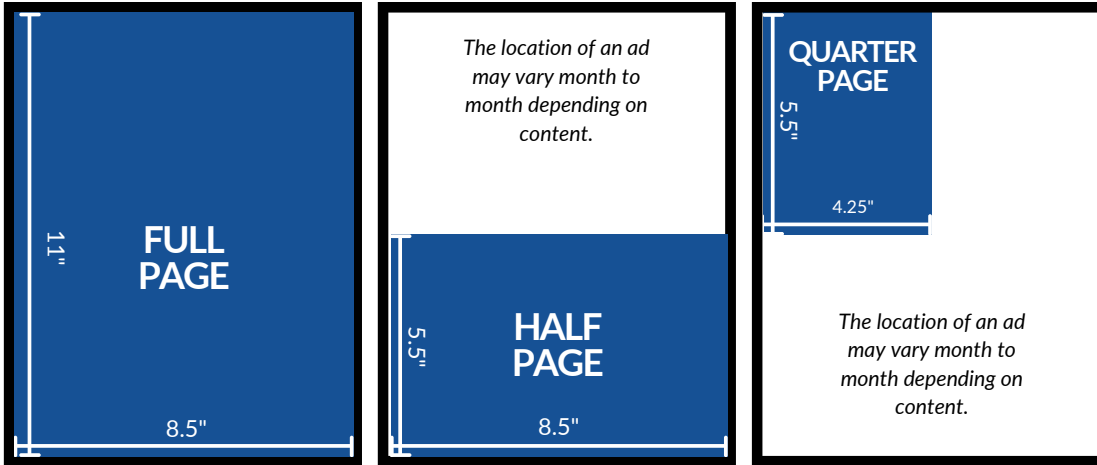 11"
FULL
PAGE
8.5"
The location of an ad
may vary month to
month depending on
content.
5.5"
HALF
PAGE
8.5"
QUARTER
PAGE
5.5"
4.25"
The location of an ad
may vary month to
month depending on
content.